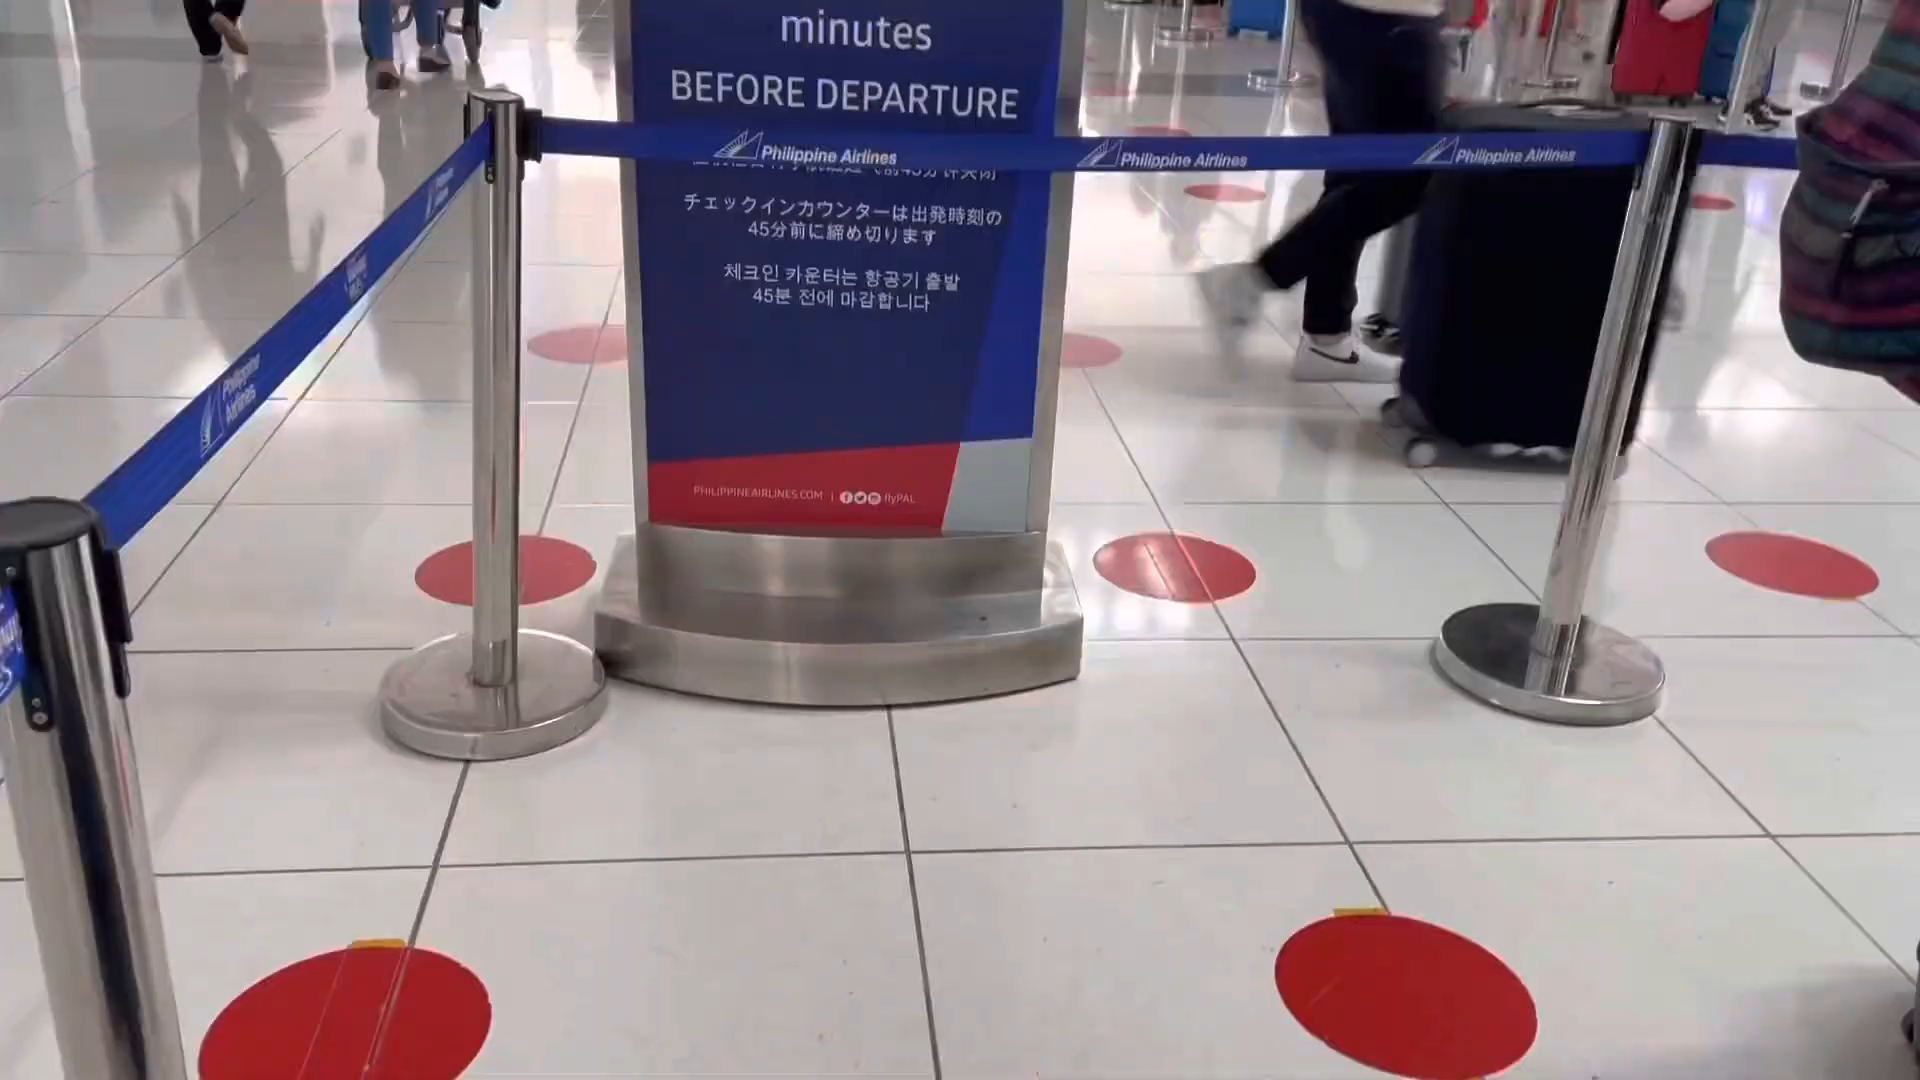 minutes
BEFORE DEPARTURE
Philippine Airlines
Philippine Airlines
Philippine Airlines
チェックインカウンターは出発時刻の
45分前に締め切ります
체크인 카운터는 항공기 출발
45분 전에 마감합니다
Philippine
Airlines
PHILIPPINEAIRLINES.COM | flyPAL